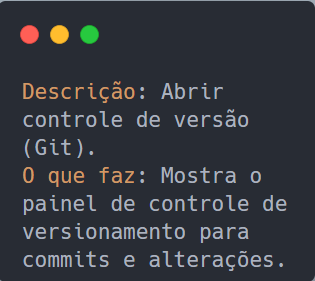 Descrição: Abrir
controle de versão
(Git).
O que faz: Mostra o
painel de controle de
versionamento para
commits e alterações.